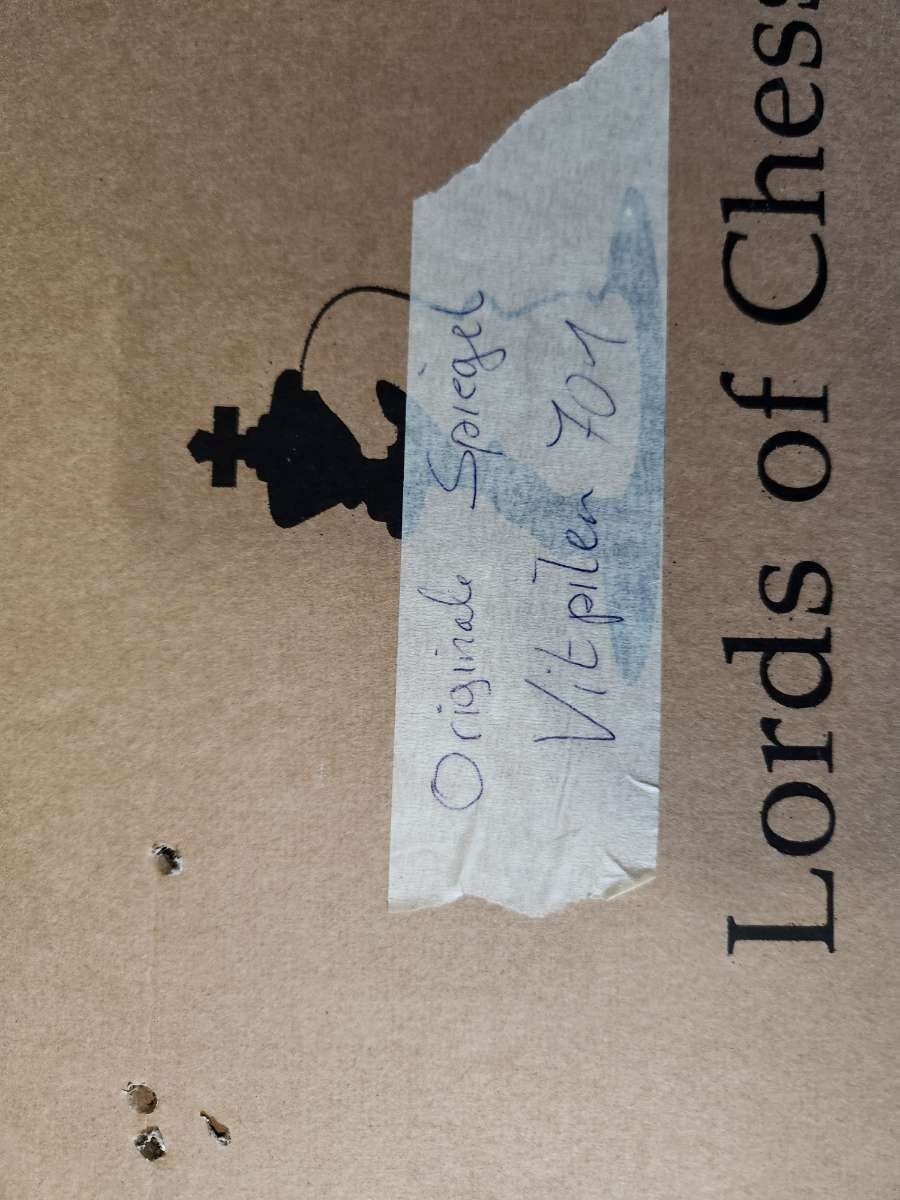 Originale Spiegel
Vitpilen 701
Lords of Chess